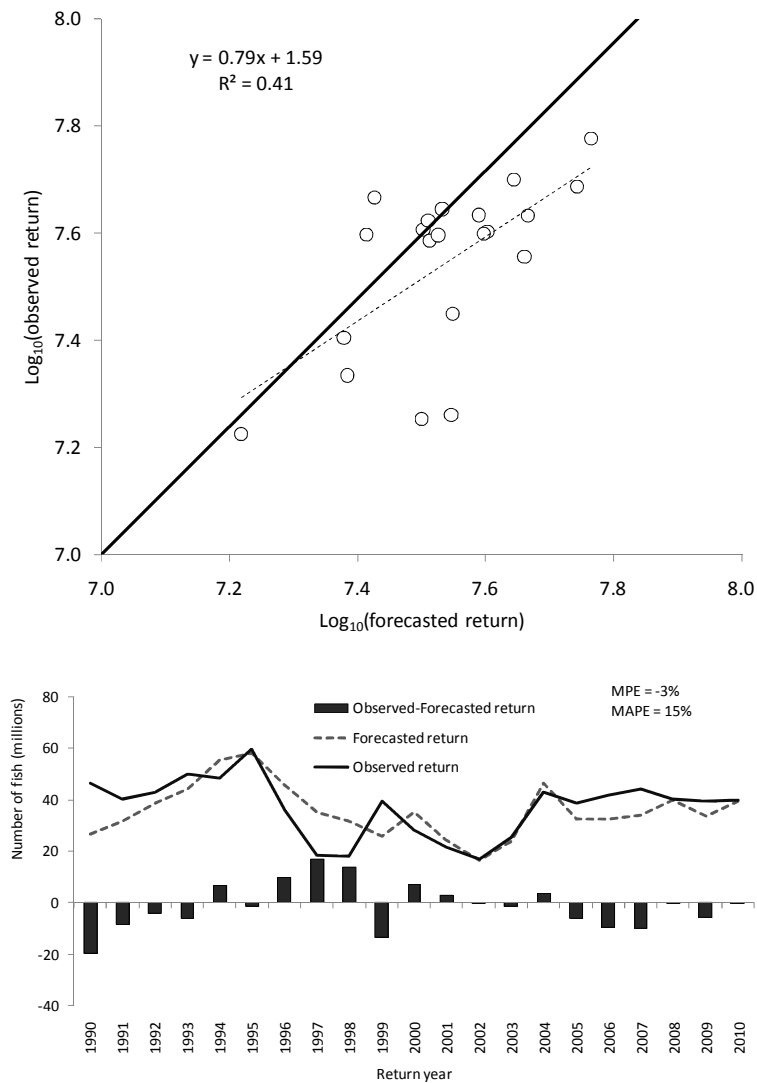 8.0
y = 0.79x + 1.59
R² = 0.41
7.8
7.6
7.4
7.2
7.0
Log₁₀(observed return)
7.0 7.2 7.4 7.6 7.8 8.0
Log₁₀(forecasted return)
80
60
40
20
0
-20
-40
Number of fish (millions)
MPE = -3%
MAPE = 15%
Observed-Forecasted return
Forecasted return
Observed return
1990 1991 1992 1993 1994 1995 1996 1997 1998 1999 2000 2001 2002 2003 2004 2005 2006 2007 2008 2009 2010
Return year